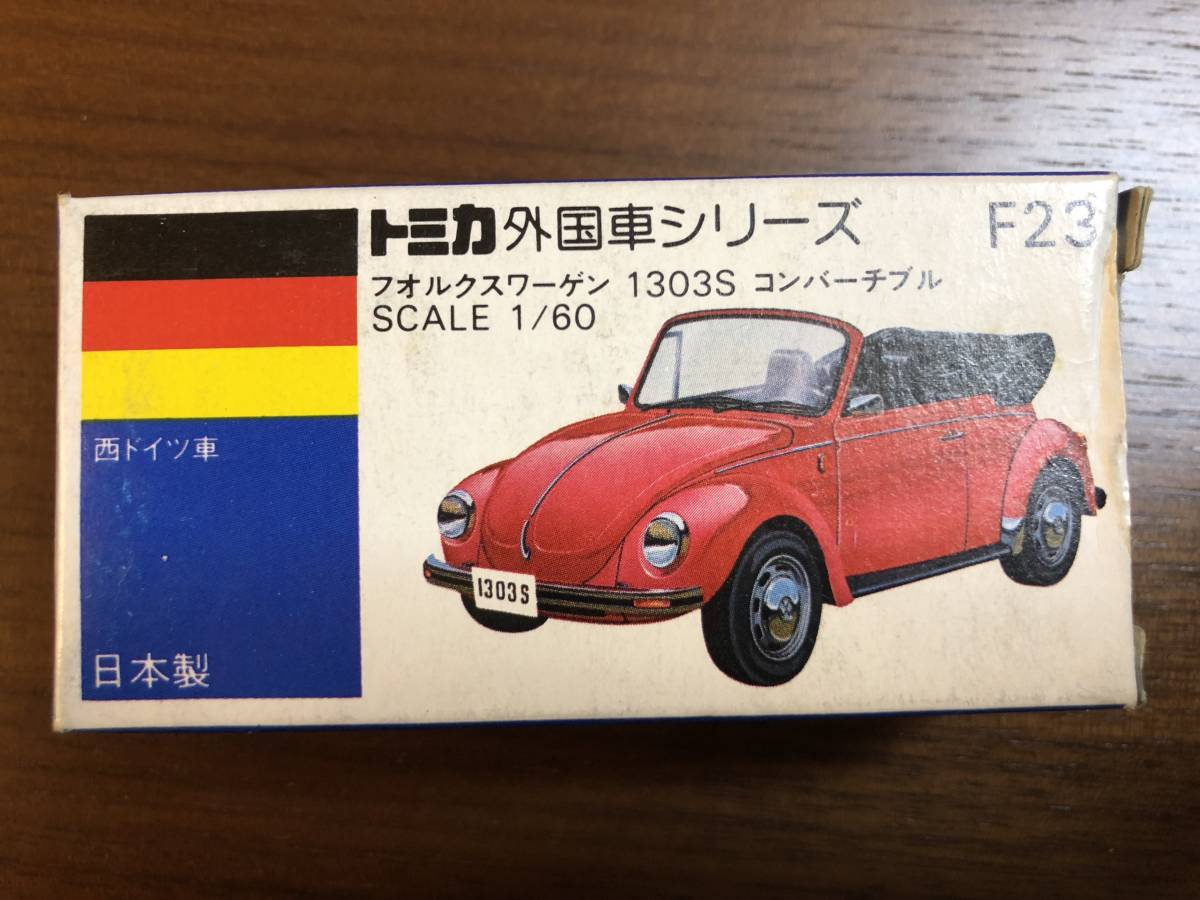 トミカ外国車シリーズ F23
フオルクスワーゲン 1303S コンバーチブル
SCALE 1/60
西ドイツ車
1303S
日本製